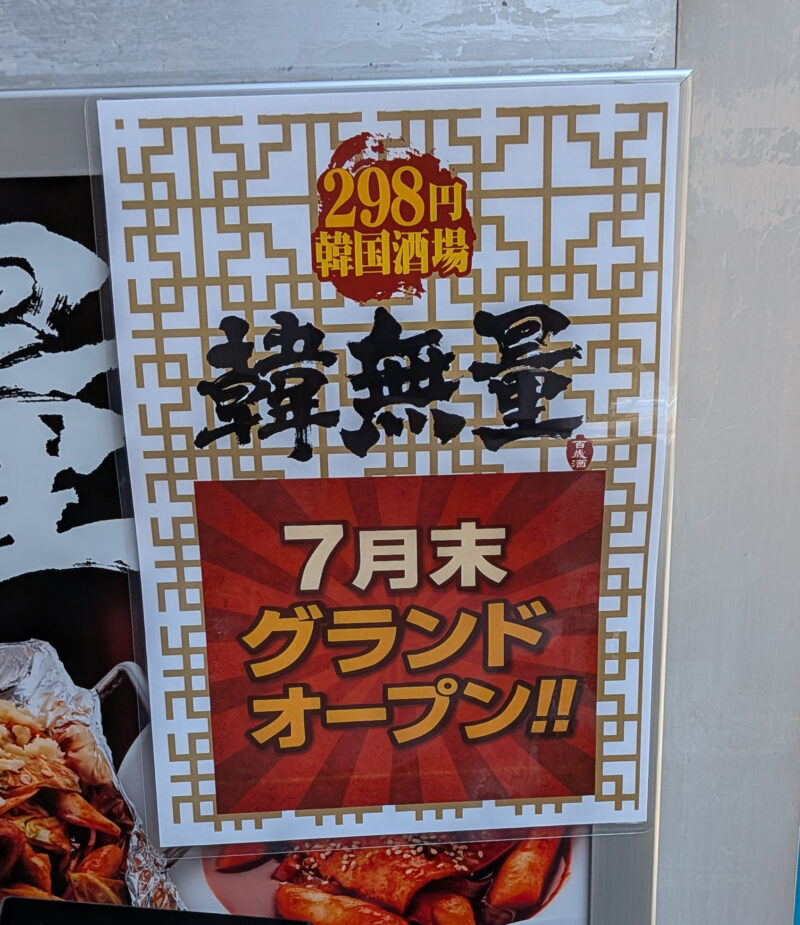 298円
韓国酒場
韓無量
百歳酒
7月末
グランド
オープン!!